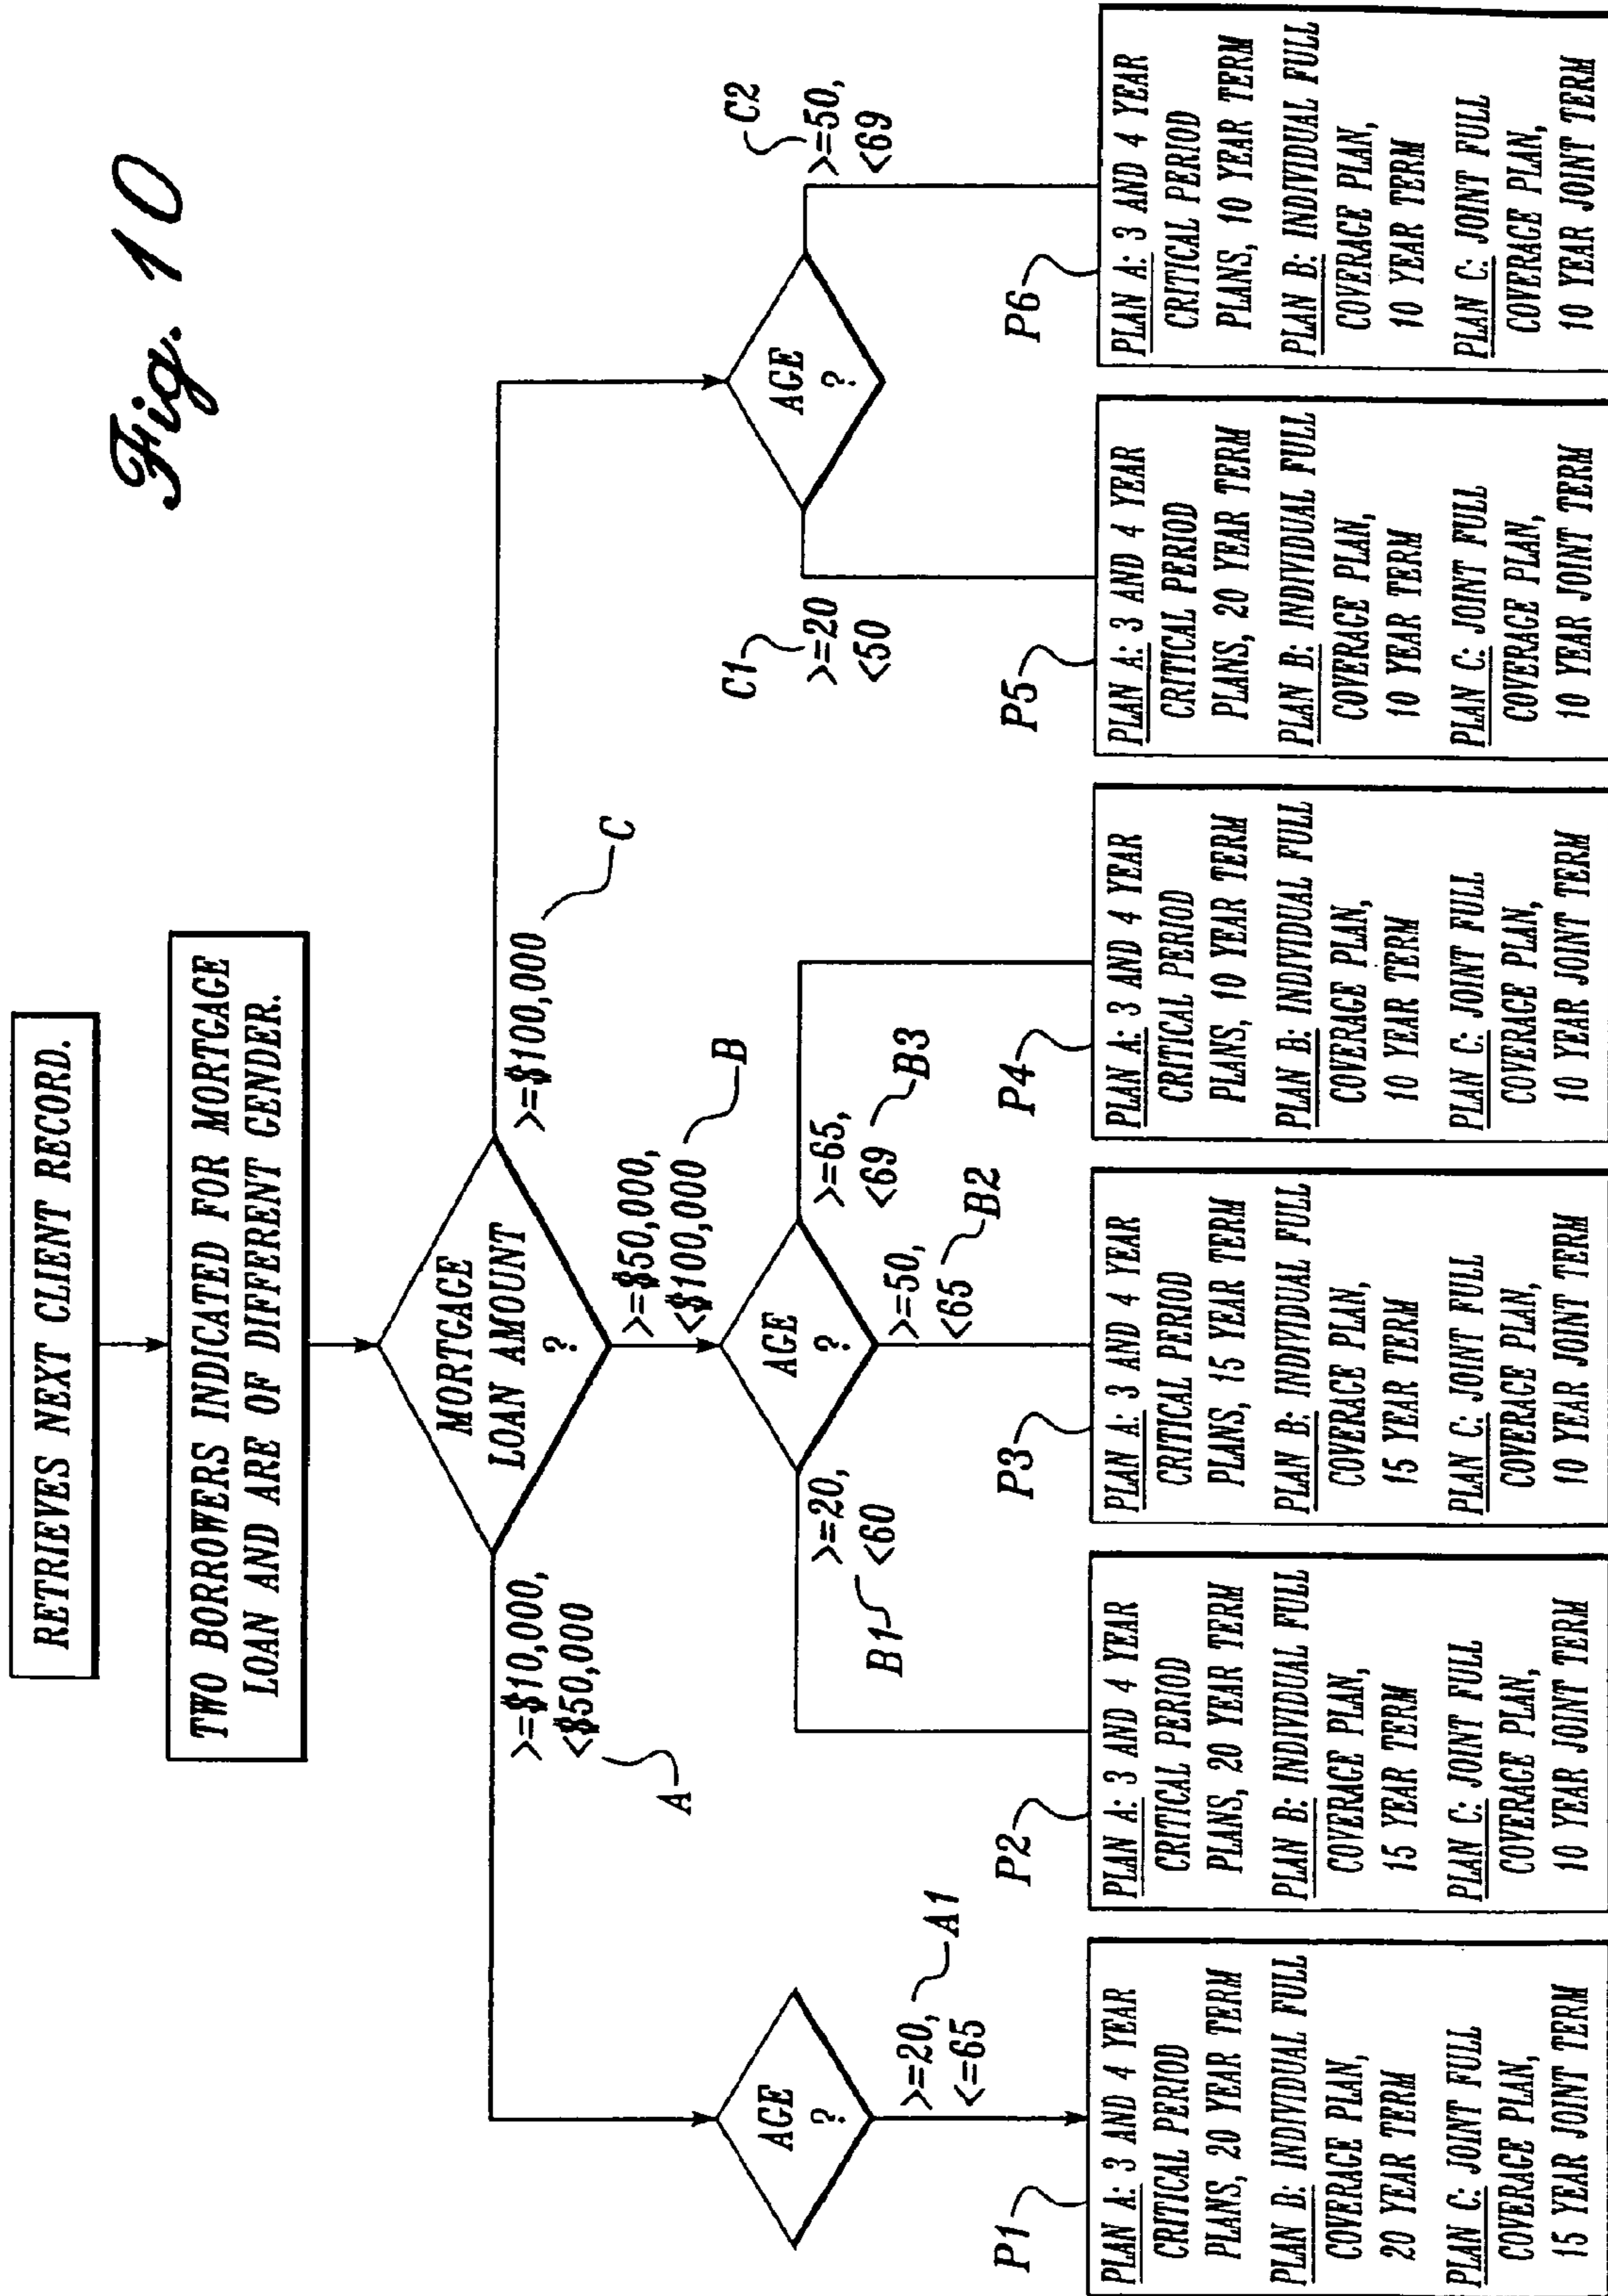 Fig. 10
RETRIEVES NEXT CLIENT RECORD.
TWO BORROWERS INDICATED FOR MORTGAGE
LOAN AND ARE OF DIFFERENT GENDER.
MORTGAGE
LOAN AMOUNT
?
>=$10,000,
<$50,000
A
>=$50,000,
<$100,000
B
>=$100,000
C
AGE
?
>=20,
<=65
A1
AGE
?
>=20,
<60
B1
>=50,
<65
B2
>=65,
<69
B3
AGE
?
C1
>=20
<50
C2
>=50,
<69
P1
PLAN A: 3 AND 4 YEAR
CRITICAL PERIOD
PLANS, 20 YEAR TERM
PLAN B: INDIVIDUAL FULL
COVERAGE PLAN,
20 YEAR TERM
PLAN C: JOINT FULL
COVERAGE PLAN,
15 YEAR JOINT TERM
P2
PLAN A: 3 AND 4 YEAR
CRITICAL PERIOD
PLANS, 20 YEAR TERM
PLAN B: INDIVIDUAL FULL
COVERAGE PLAN,
15 YEAR TERM
PLAN C: JOINT FULL
COVERAGE PLAN,
10 YEAR JOINT TERM
P3
PLAN A: 3 AND 4 YEAR
CRITICAL PERIOD
PLANS, 15 YEAR TERM
PLAN B: INDIVIDUAL FULL
COVERAGE PLAN,
15 YEAR TERM
PLAN C: JOINT FULL
COVERAGE PLAN,
10 YEAR JOINT TERM
P4
PLAN A: 3 AND 4 YEAR
CRITICAL PERIOD
PLANS, 10 YEAR TERM
PLAN B: INDIVIDUAL FULL
COVERAGE PLAN,
10 YEAR TERM
PLAN C: JOINT FULL
COVERAGE PLAN,
10 YEAR JOINT TERM
P5
PLAN A: 3 AND 4 YEAR
CRITICAL PERIOD
PLANS, 20 YEAR TERM
PLAN B: INDIVIDUAL FULL
COVERAGE PLAN,
10 YEAR TERM
PLAN C: JOINT FULL
COVERAGE PLAN,
10 YEAR JOINT TERM
P6
PLAN A: 3 AND 4 YEAR
CRITICAL PERIOD
PLANS, 10 YEAR TERM
PLAN B: INDIVIDUAL FULL
COVERAGE PLAN,
10 YEAR TERM
PLAN C: JOINT FULL
COVERAGE PLAN,
10 YEAR JOINT TERM